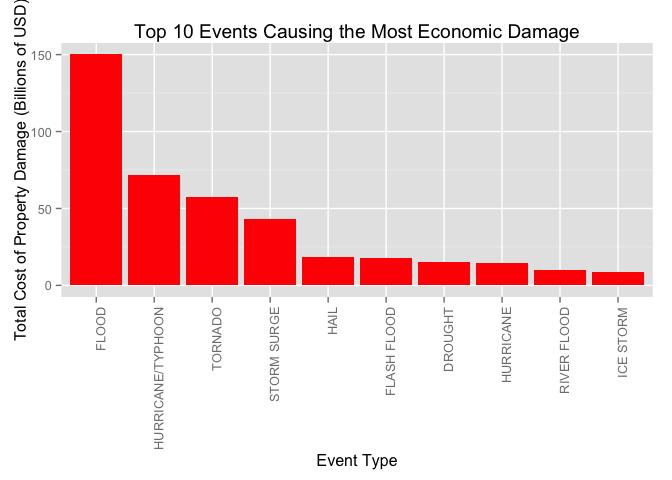 Top 10 Events Causing the Most Economic Damage
Total Cost of Property Damage (Billions of USD)
150
100
50
0
FLOOD
HURRICANE/TYPHOON
TORNADO
STORM SURGE
HAIL
FLASH FLOOD
DROUGHT
HURRICANE
RIVER FLOOD
ICE STORM
Event Type